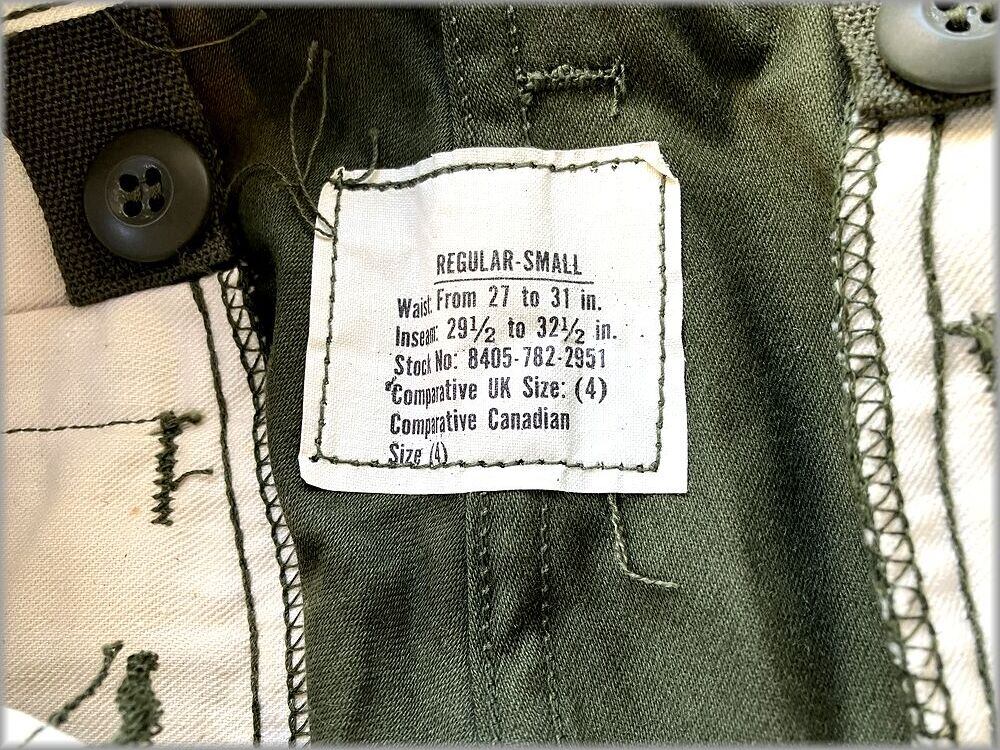 REGULAR-SMALL
Waist: From 27 to 31 in.
Inseam: 29½ to 32½ in.
Stock No: 8405-782-2951
Comparative UK Size: (4)
Comparative Canadian
Size (4)